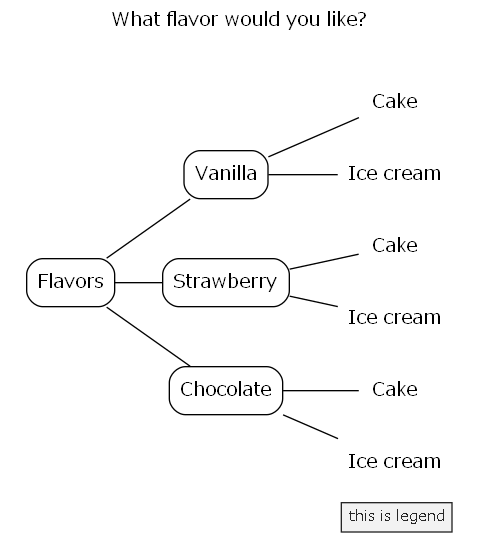 What flavor would you like?
Cake
Vanilla
Ice cream
Cake
Flavors
Strawberry
Ice cream
Chocolate
Cake
Ice cream
this is legend